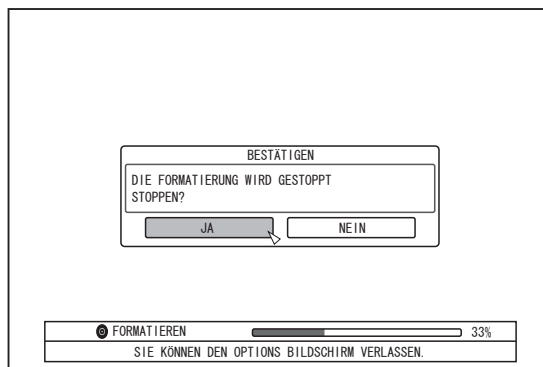 BESTÄTIGEN
DIE FORMATIERUNG WIRD GESTOPPT
STOPPEN?
JA NEIN
FORMATIEREN 33%
SIE KÖNNEN DEN OPTIONS BILDSCHIRM VERLASSEN.